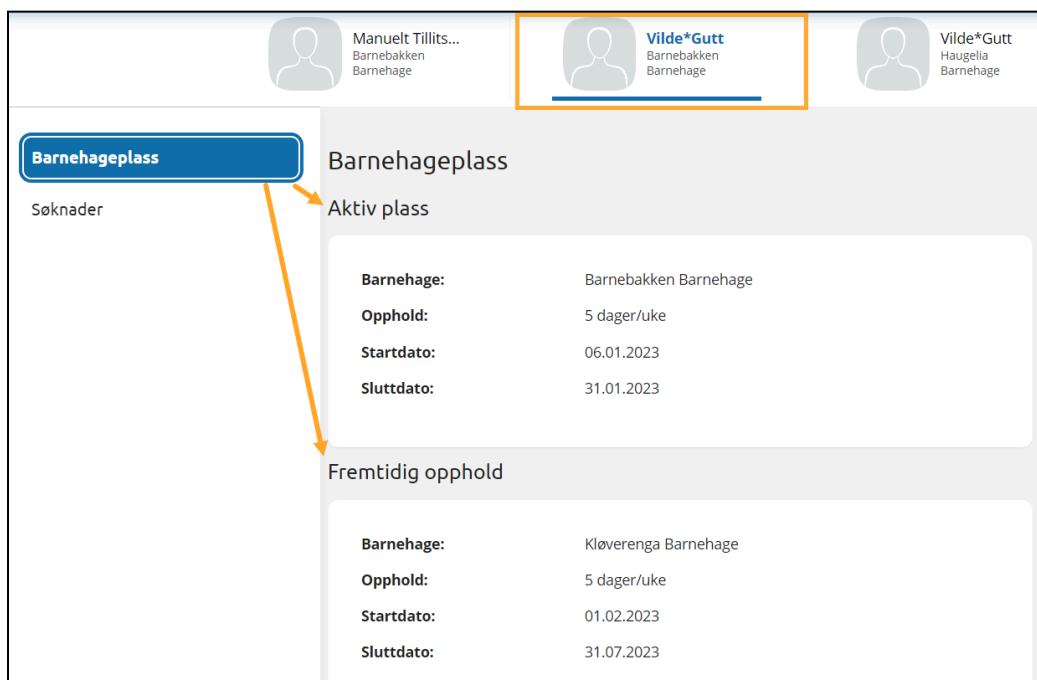 Manuelt Tillits...
Barnebakken
Barnehage
Vilde*Gutt
Barnebakken
Barnehage
Vilde*Gutt
Haugelia
Barnehage
Barnehageplass
Søknader
Barnehageplass
Aktiv plass
Barnehage: Barnebakken Barnehage
Opphold: 5 dager/uke
Startdato: 06.01.2023
Sluttdato: 31.01.2023
Fremtidig opphold
Barnehage: Kløverenga Barnehage
Opphold: 5 dager/uke
Startdato: 01.02.2023
Sluttdato: 31.07.2023